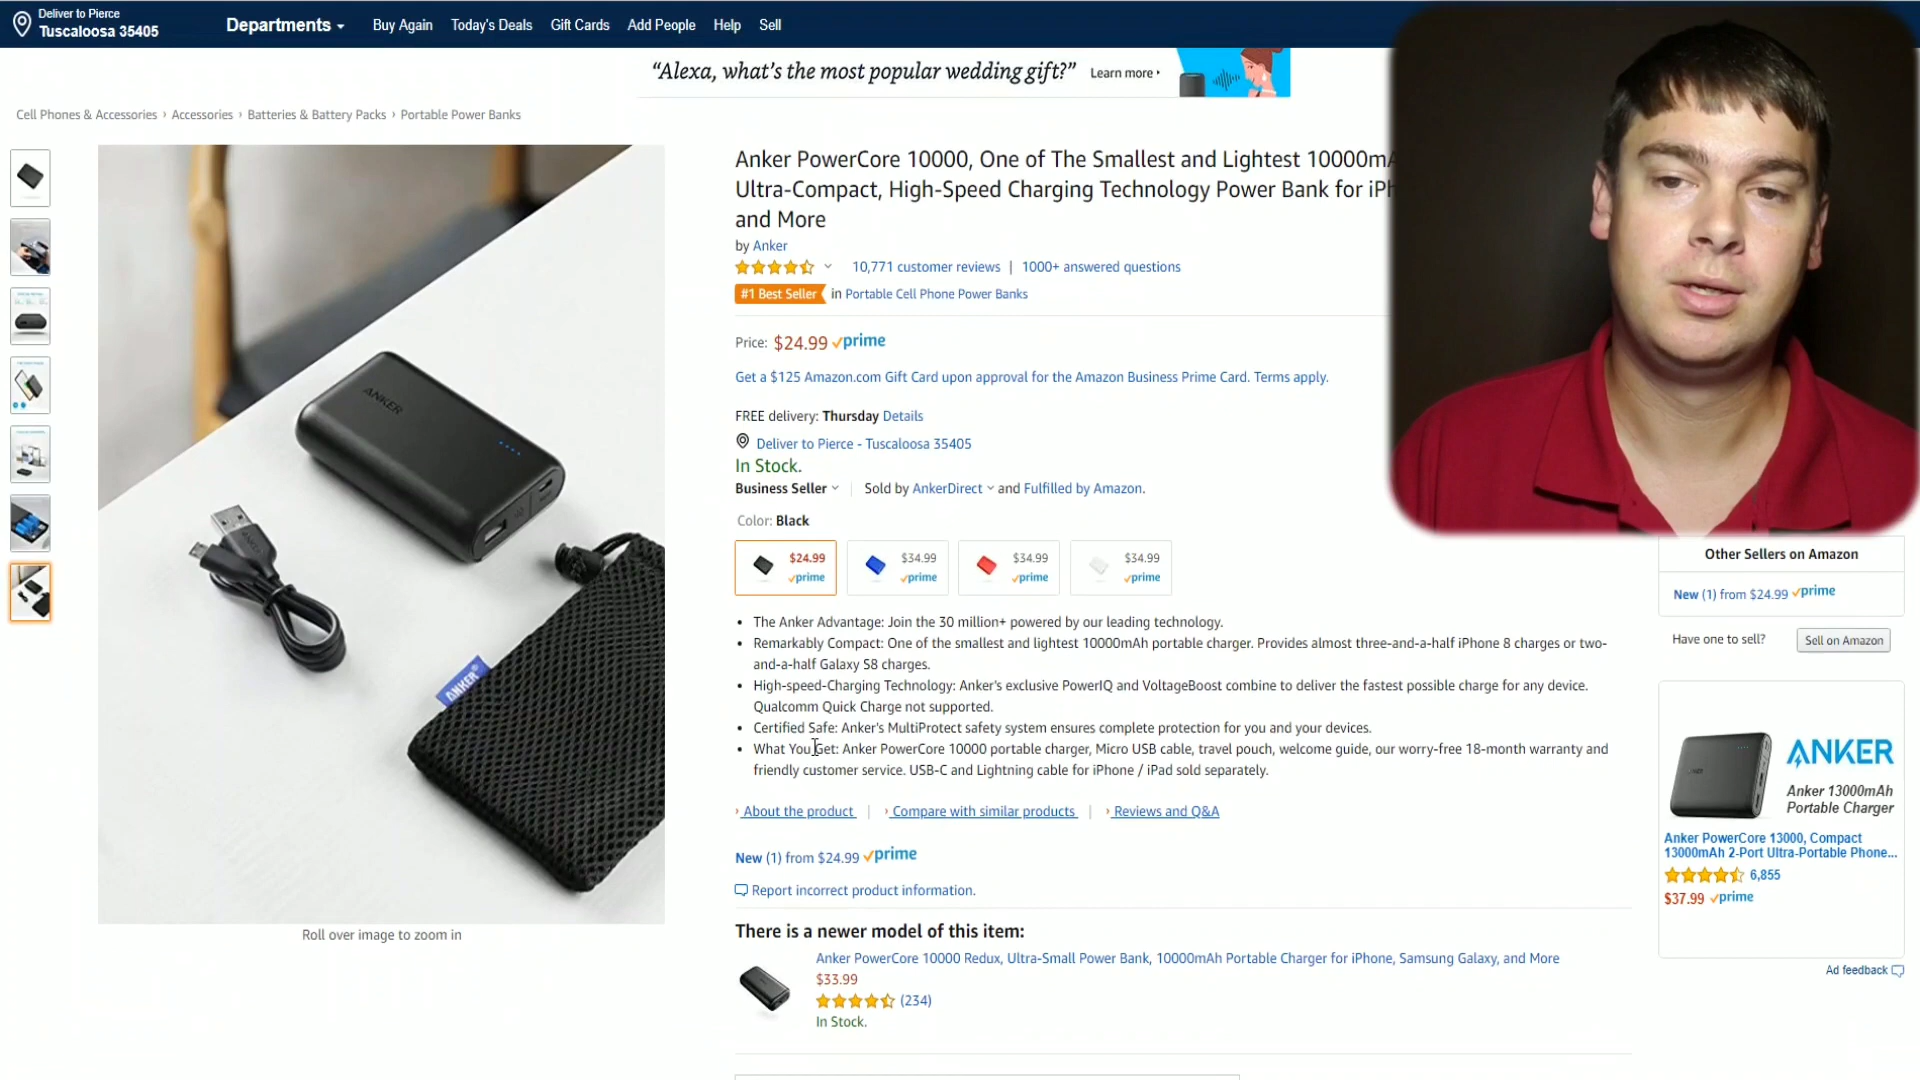 Deliver to Pierce
Tuscaloosa 35405
Departments
Buy Again
Today's Deals
Gift Cards
Add People
Help
Sell
“Alexa, what's the most popular wedding gift?”
Learn more
Cell Phones & Accessories › Accessories › Batteries & Battery Packs › Portable Power Banks
Anker PowerCore 10000, One of The Smallest and Lightest 10000mA
Ultra-Compact, High-Speed Charging Technology Power Bank for iPh
and More
by Anker
10,771 customer reviews | 1000+ answered questions
#1 Best Seller in Portable Cell Phone Power Banks
Price: $24.99 prime
Get a $125 Amazon.com Gift Card upon approval for the Amazon Business Prime Card. Terms apply.
FREE delivery: Thursday Details
Deliver to Pierce - Tuscaloosa 35405
In Stock.
Business Seller | Sold by AnkerDirect and Fulfilled by Amazon.
Color: Black
$24.99 prime
$34.99 prime
$34.99 prime
$34.99 prime
• The Anker Advantage: Join the 30 million+ powered by our leading technology.
• Remarkably Compact: One of the smallest and lightest 10000mAh portable charger. Provides almost three-and-a-half iPhone 8 charges or two-
and-a-half Galaxy S8 charges.
• High-speed-Charging Technology: Anker's exclusive PowerIQ and VoltageBoost combine to deliver the fastest possible charge for any device.
Qualcomm Quick Charge not supported.
• Certified Safe: Anker's MultiProtect safety system ensures complete protection for you and your devices.
• What You Get: Anker PowerCore 10000 portable charger, Micro USB cable, travel pouch, welcome guide, our worry-free 18-month warranty and
friendly customer service. USB-C and Lightning cable for iPhone / iPad sold separately.
› About the product | › Compare with similar products | › Reviews and Q&A
New (1) from $24.99 prime
Report incorrect product information.
There is a newer model of this item:
Anker PowerCore 10000 Redux, Ultra-Small Power Bank, 10000mAh Portable Charger for iPhone, Samsung Galaxy, and More
$33.99
(234)
In Stock.
ANKER
ANKER
Roll over image to zoom in
Other Sellers on Amazon
New (1) from $24.99 prime
Have one to sell?
Sell on Amazon
ANKER
Anker 13000mAh
Portable Charger
Anker PowerCore 13000, Compact
13000mAh 2-Port Ultra-Portable Phone...
6,855
$37.99 prime
Ad feedback